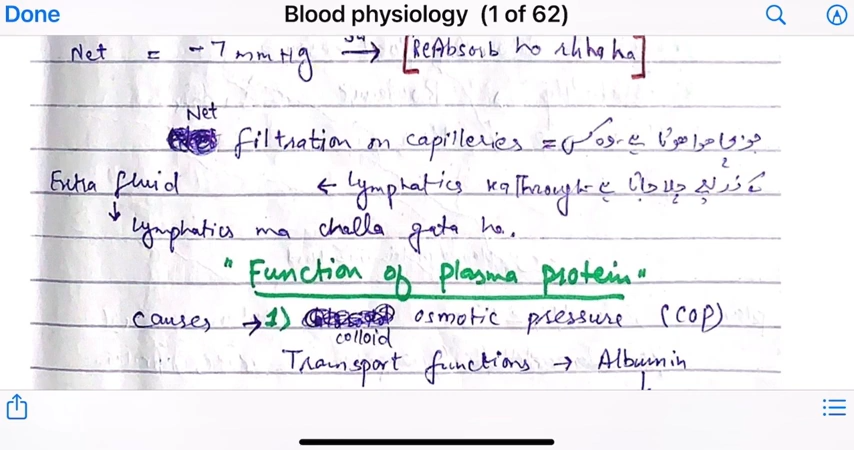 Done Blood physiology (1 of 62)
Net = -7 mmHg → [ReAbsorb ho rhha ha]
Net
filtration on capilleries =
Extra fluid ← lymphatics ka Through
↓ lymphatics ma challa gata ha.
"Function of plasma protein"
causes → 1) osmotic pressure (COP)
colloid
Transport functions → Albumin